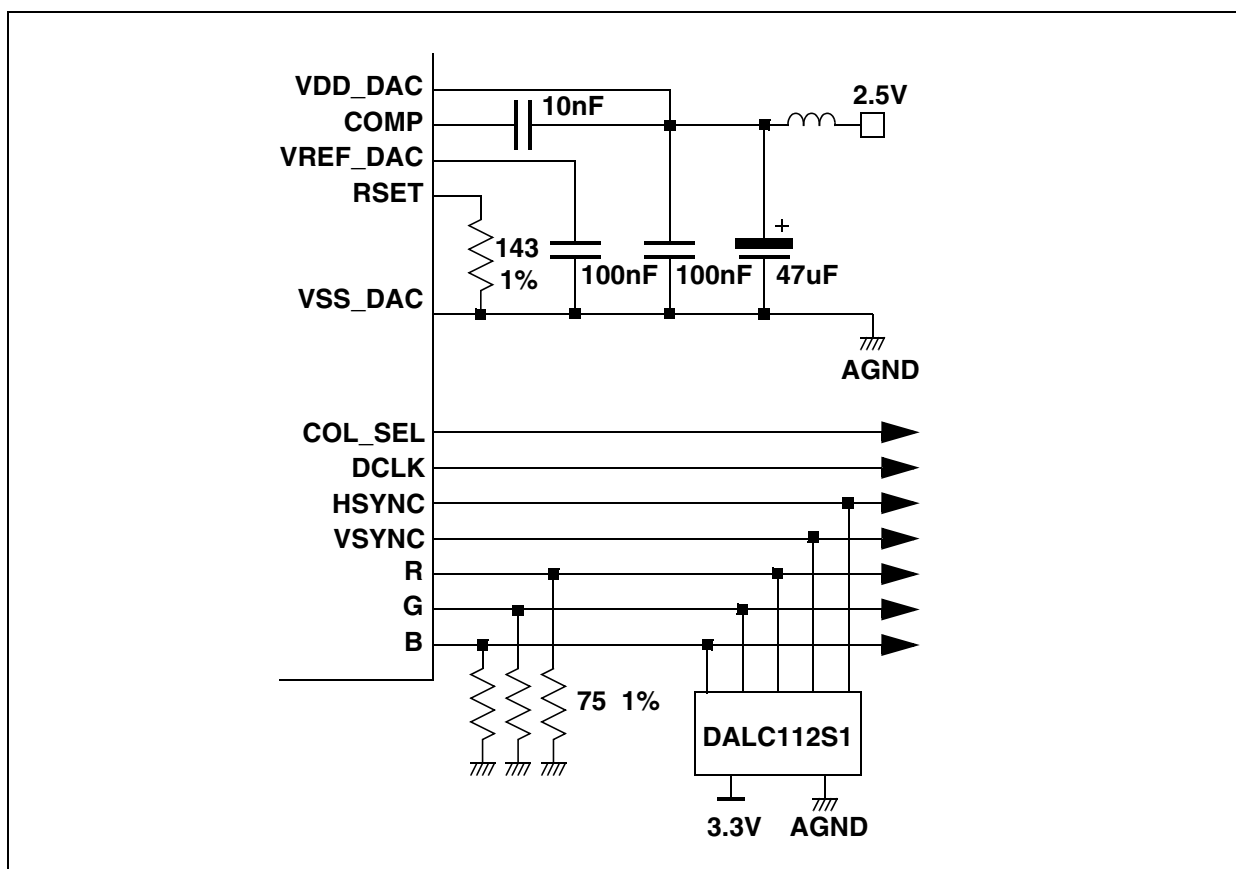 VDD_DAC
2.5V
10nF
COMP
VREF_DAC
RSET
+
143
1%
100nF
100nF
47uF
VSS_DAC
AGND
COL_SEL
DCLK
HSYNC
VSYNC
R
G
B
75 1%
DALC112S1
3.3V
AGND